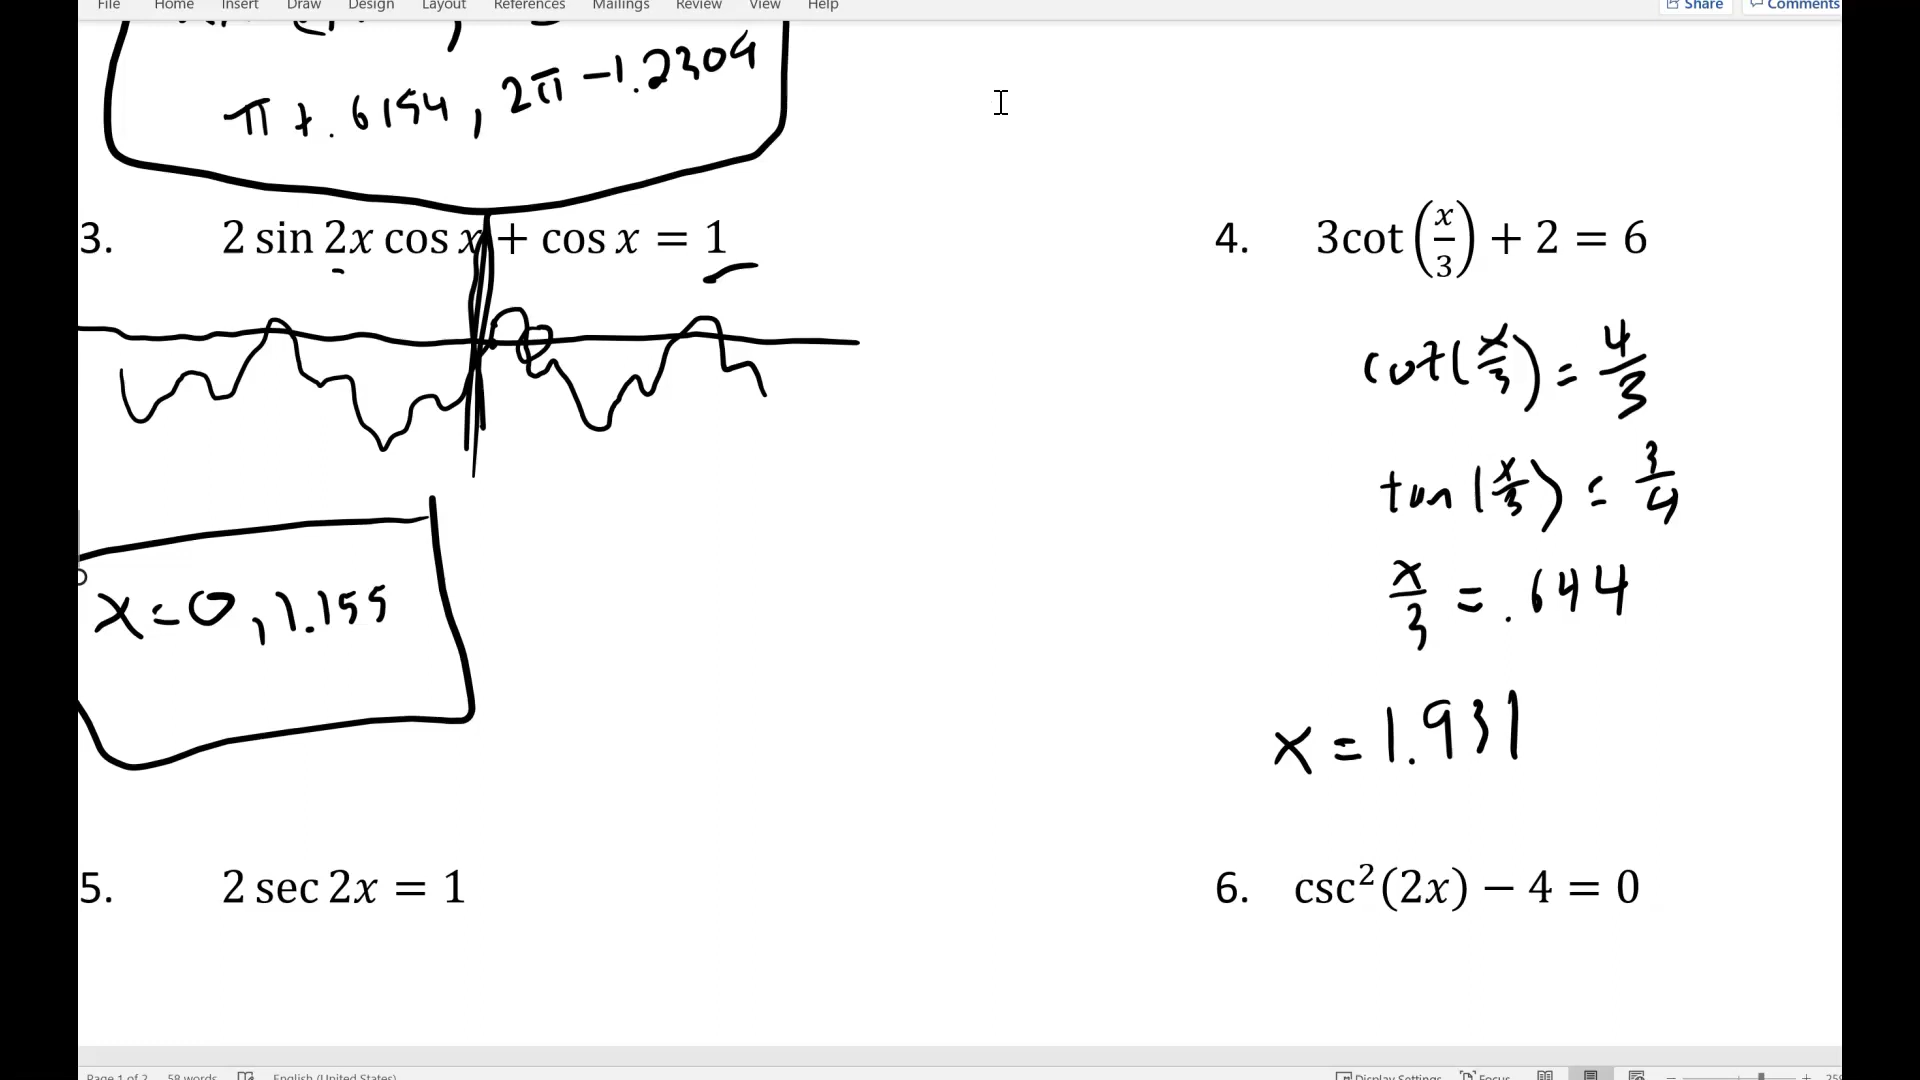 File Home Insert Draw Design Layout References Mailings Review View Help Share Comments
π + .6154, 2π - 1.2309
3. 2 sin 2x cos x + cos x = 1
x = 0, 1.155
4. 3cot(x/3) + 2 = 6
cot(x/3) = 4/3
tan(x/3) = 3/4
x/3 = .644
x = 1.931
5. 2 sec 2x = 1
6. csc²(2x) − 4 = 0
Page 1 of 2 58 words English (United States) Display Settings Focus